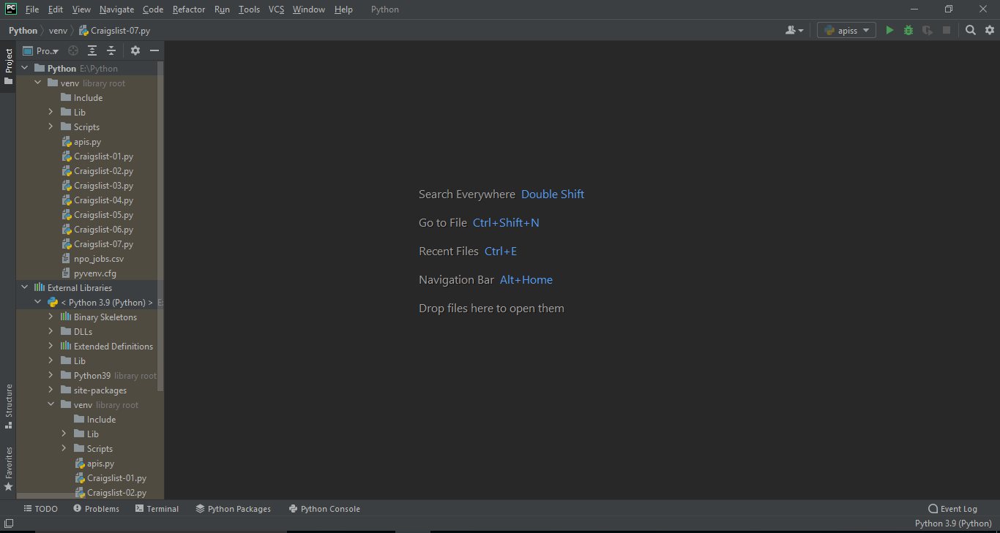 PC File Edit View Navigate Code Refactor Run Tools VCS Window Help Python
Python venv Craigslist-07.py apiss
Project
Pro...
Python E:\Python
venv library root
Include
Lib
Scripts
apis.py
Craigslist-01.py
Craigslist-02.py
Craigslist-03.py
Craigslist-04.py
Craigslist-05.py
Craigslist-06.py
Craigslist-07.py
npo_jobs.csv
pyvenv.cfg
External Libraries
< Python 3.9 (Python) > E:
Binary Skeletons
DLLs
Extended Definitions
Lib
Python39 library root
site-packages
venv library root
Include
Lib
Scripts
apis.py
Craigslist-01.py
Craigslist-02.py
Structure
Favorites
Search Everywhere Double Shift
Go to File Ctrl+Shift+N
Recent Files Ctrl+E
Navigation Bar Alt+Home
Drop files here to open them
TODO Problems Terminal Python Packages Python Console Event Log
Python 3.9 (Python)